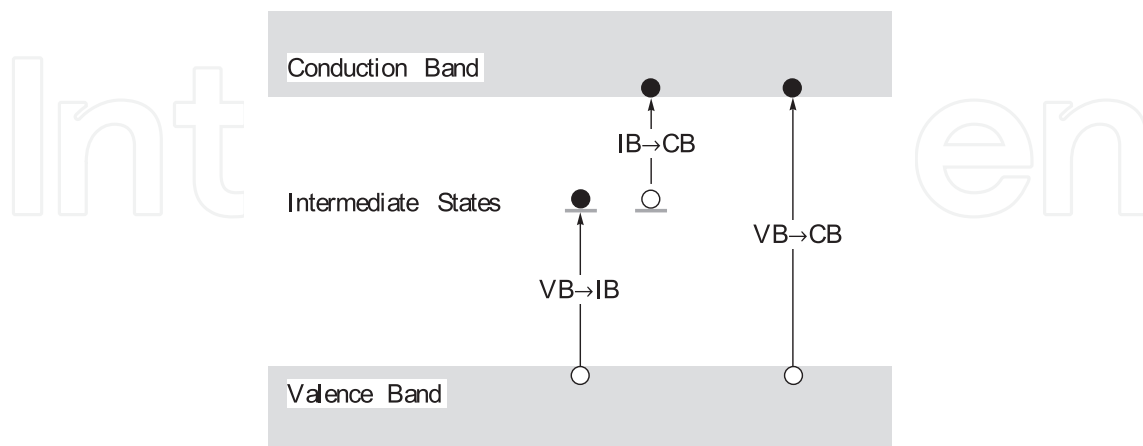 Conduction Band
IB→CB
Intermediate States
VB→CB
VB→IB
Valence Band